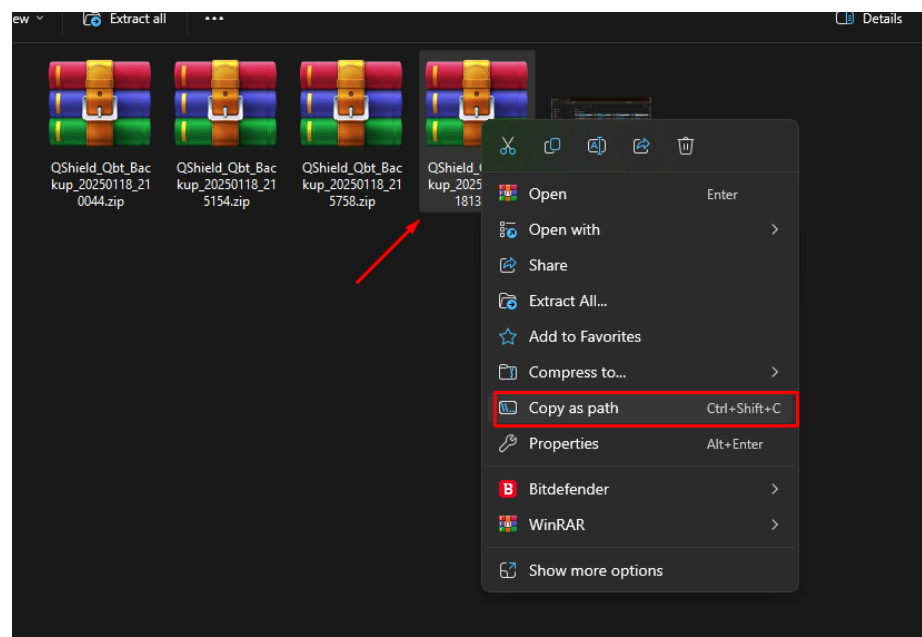 ew
Extract all
...
Details
QShield_Qbt_Bac
kup_20250118_21
0044.zip
QShield_Qbt_Bac
kup_20250118_21
5154.zip
QShield_Qbt_Bac
kup_20250118_21
5758.zip
QShield_
kup_2025
1813
Open
Enter
Open with
Share
Extract All...
Add to Favorites
Compress to...
Copy as path
Ctrl+Shift+C
Properties
Alt+Enter
Bitdefender
WinRAR
Show more options